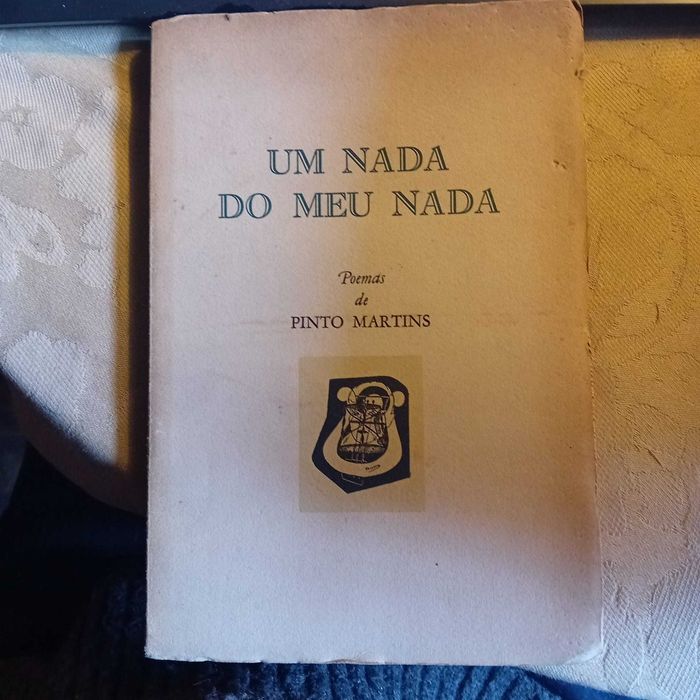 UM NADA
DO MEU NADA
Poemas
de
PINTO MARTINS